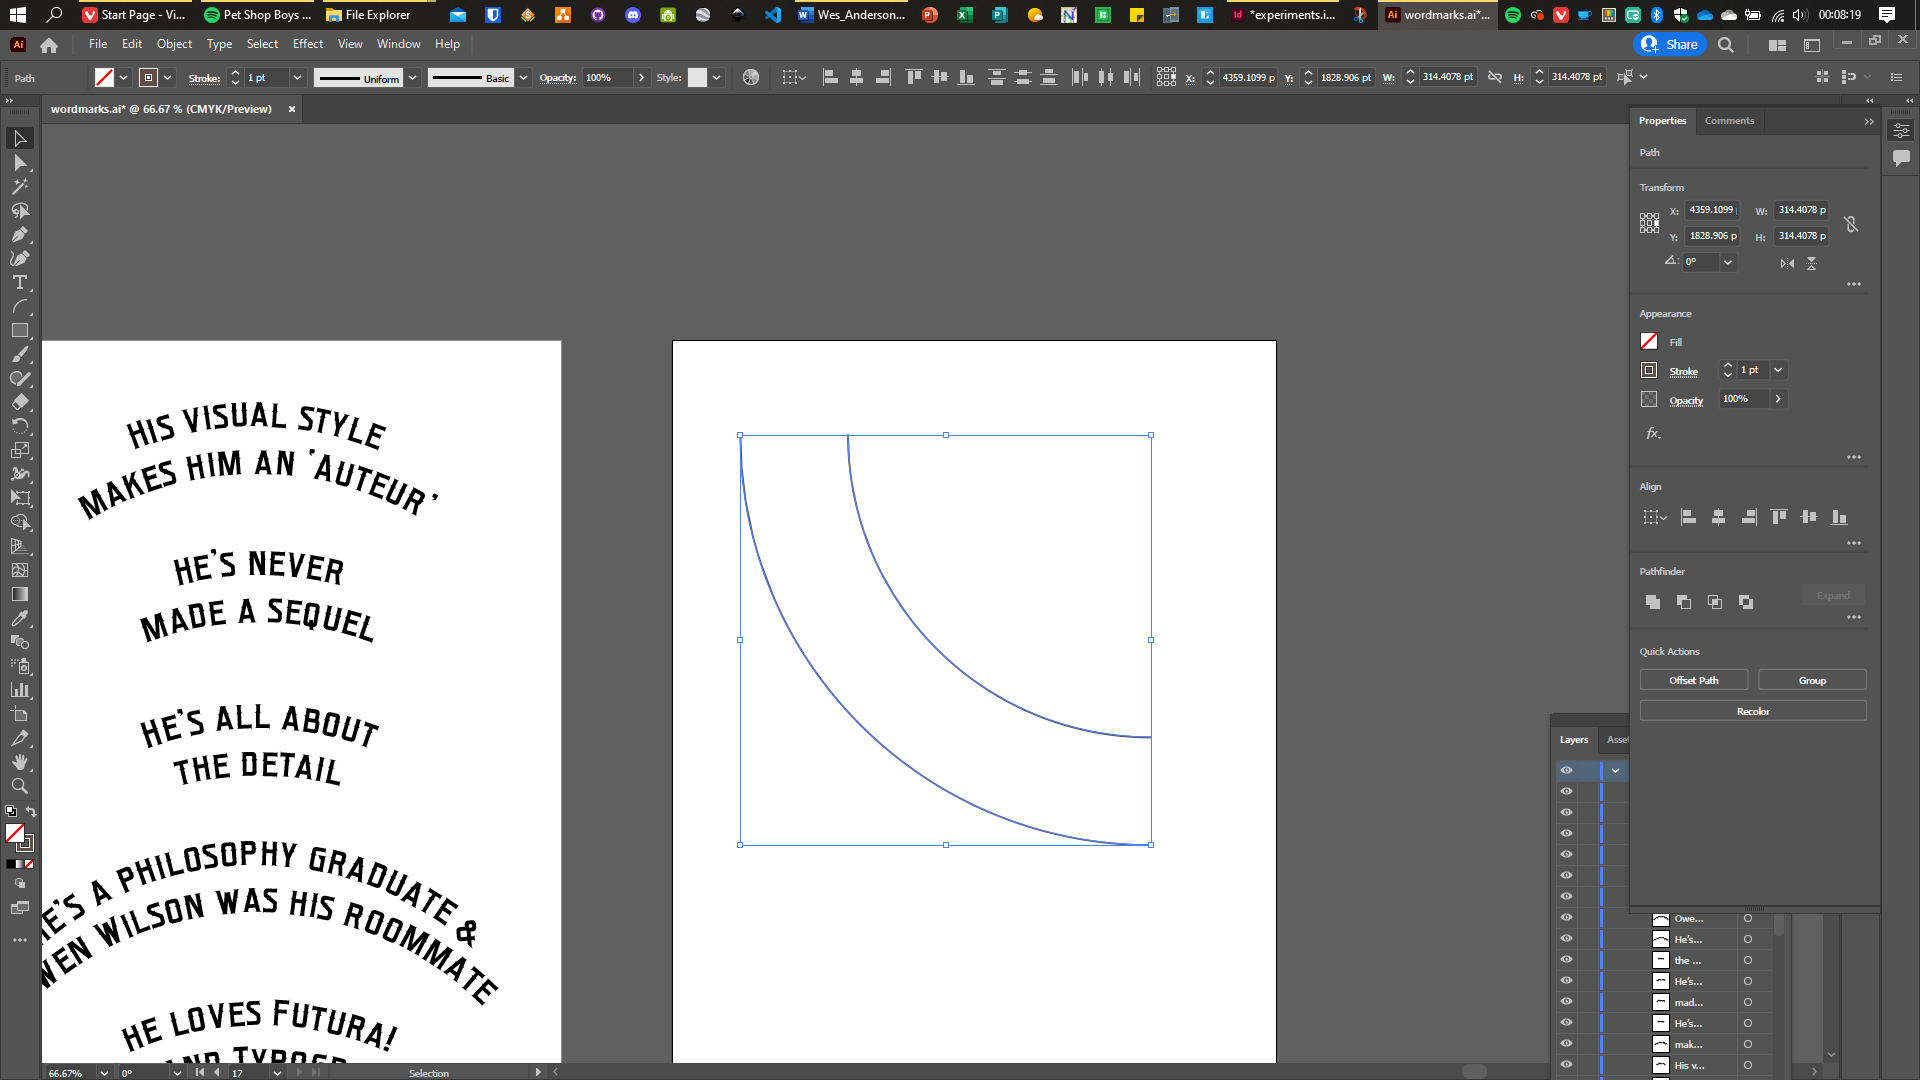 Start Page - Vi...
Pet Shop Boys ...
File Explorer
Wes_Anderson...
*experiments.i...
wordmarks.ai*...
00:08:19
File Edit Object Type Select Effect View Window Help
Share
Path
Stroke:
1 pt
Uniform
Basic
Opacity:
100%
Style:
X:
4359.1099 p
Y:
1828.906 pt
W:
314.4078 pt
H:
314.4078 pt
wordmarks.ai* @ 66.67 % (CMYK/Preview)
HIS VISUAL STYLE
MAKES HIM AN 'AUTEUR'
HE'S NEVER
MADE A SEQUEL
HE'S ALL ABOUT
THE DETAIL
HE'S A PHILOSOPHY GRADUATE &
WEN WILSON WAS HIS ROOMMATE
HE LOVES FUTURA!
Properties
Comments
Path
Transform
X:
4359.1099
W:
314.4078 p
Y:
1828.906 p
H:
314.4078 p
0°
Appearance
Fill
Stroke
1 pt
Opacity
100%
fx.
Align
Pathfinder
Expand
Quick Actions
Offset Path
Group
Recolor
Layers
Asset
Owe...
He's...
the ...
He's...
mad...
He's...
mak...
His v...
66.67%
0°
17
Selection